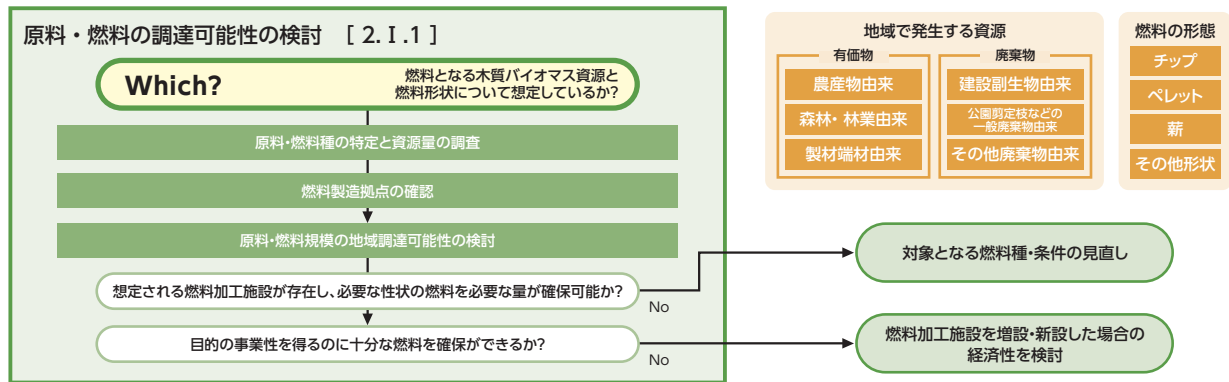 原料・燃料の調達可能性の検討 [ 2. I .1 ]
Which?
燃料となる木質バイオマス資源と
燃料形状について想定しているか?
原料・燃料種の特定と資源量の調査
燃料製造拠点の確認
原料・燃料規模の地域調達可能性の検討
想定される燃料加工施設が存在し、必要な性状の燃料を必要な量が確保可能か?
No
目的の事業性を得るのに十分な燃料を確保ができるか?
No
地域で発生する資源
有価物
農産物由来
森林・林業由来
製材端材由来
廃棄物
建設副生物由来
公園剪定枝などの
一般廃棄物由来
その他廃棄物由来
燃料の形態
チップ
ペレット
薪
その他形状
対象となる燃料種・条件の見直し
燃料加工施設を増設・新設した場合の
経済性を検討